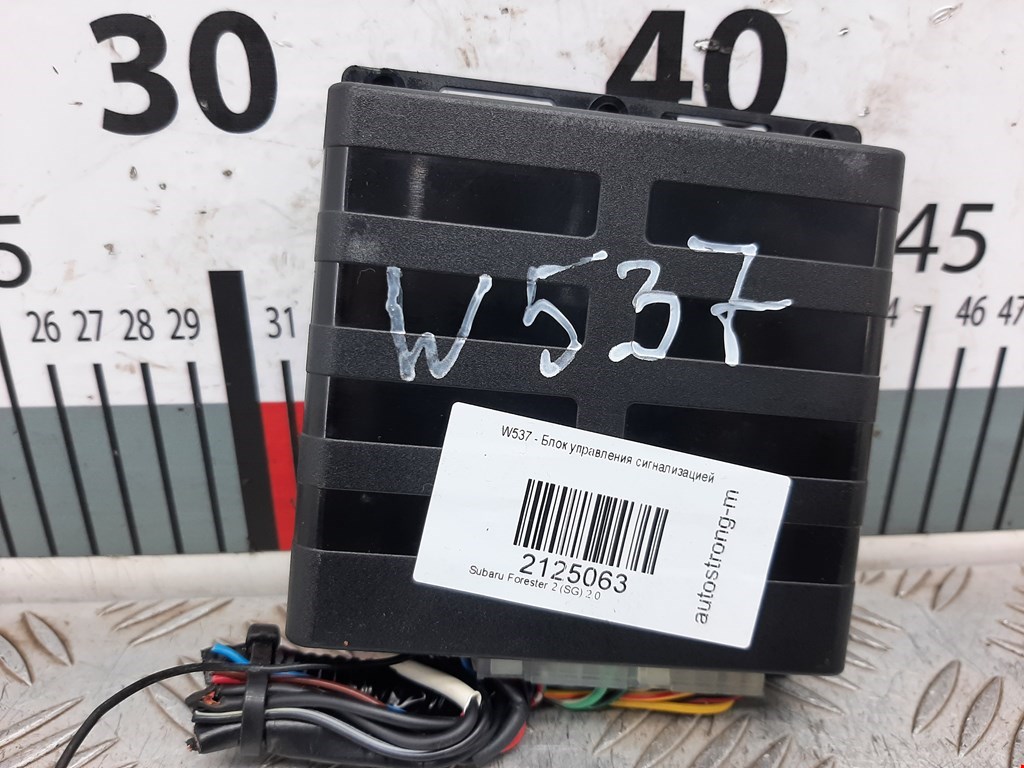 30 40
5 45
26 27 28 29 31 46 47
W537
W537 - Блок управления сигнализацией
2125063
Subaru Forester 2 (SG) 2.0
autostrong-m